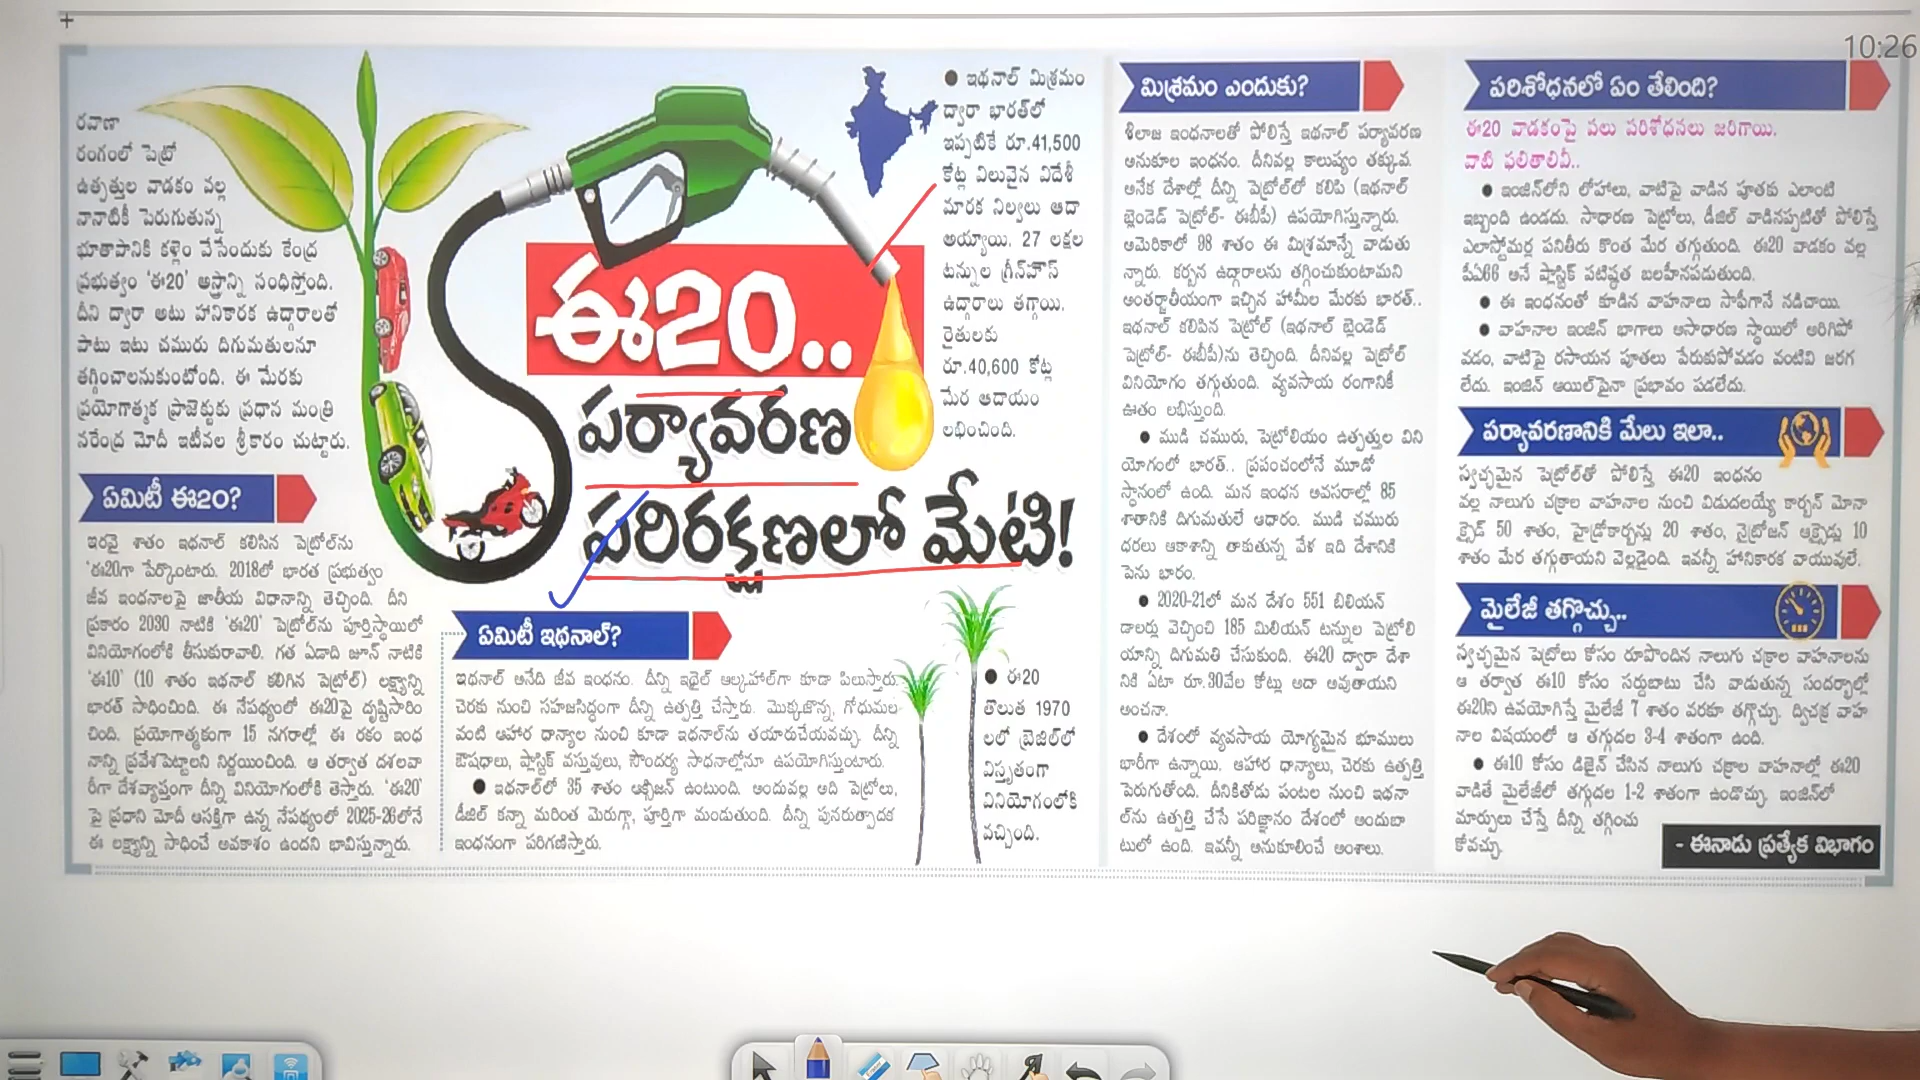 10:26
రవాణా
రంగంలో పెట్రో
ఉత్పత్తుల వాడకం వల్ల
నానాటికీ పెరుగుతున్న
భూతాపానికి కళ్లెం వేసేందుకు కేంద్ర
ప్రభుత్వం ‘ఈ20’ అస్త్రాన్ని సంధిస్తోంది.
దీని ద్వారా అటు హానికారక ఉద్గారాలతో
పాటు ఇటు చమురు దిగుమతులనూ
తగ్గించాలనుకుంటోంది. ఈ మేరకు
ప్రయోగాత్మక ప్రాజెక్టుకు ప్రధాన మంత్రి
నరేంద్ర మోదీ ఇటీవల శ్రీకారం చుట్టారు.
ఏమిటీ ఈ20?
ఇరవై శాతం ఇథనాల్ కలిసిన పెట్రోల్‌ను
‘ఈ20గా పేర్కొంటారు. 2018లో భారత ప్రభుత్వం
జీవ ఇంధనాలపై జాతీయ విధానాన్ని తెచ్చింది. దీని
ప్రకారం 2030 నాటికి ‘ఈ20’ పెట్రోల్‌ను పూర్తిస్థాయిలో
వినియోగంలోకి తీసుకురావాలి. గత ఏడాది జూన్ నాటికి
‘ఈ10’ (10 శాతం ఇథనాల్ కలిగిన పెట్రోల్) లక్ష్యాన్ని
భారత్ సాధించింది. ఈ నేపథ్యంలో ఈ20పై దృష్టిసారిం
చింది. ప్రయోగాత్మకంగా 15 నగరాల్లో ఈ రకం ఇంధ
నాన్ని ప్రవేశపెట్టాలని నిర్ణయించింది. ఆ తర్వాత దశలవా
రీగా దేశవ్యాప్తంగా దీన్ని వినియోగంలోకి తెస్తారు. ‘ఈ20’
పై ప్రధాని మోదీ ఆసక్తిగా ఉన్న నేపథ్యంలో 2025-26లోనే
ఈ లక్ష్యాన్ని సాధించే అవకాశం ఉందని భావిస్తున్నారు.
ఈ20..
పర్యావరణ
పరిరక్షణలో మేటి!
● ఇథనాల్ మిశ్రమం
ద్వారా భారత్‌లో
ఇప్పటికే రూ.41,500
కోట్ల విలువైన విదేశీ
మారక నిల్వలు ఆదా
అయ్యాయి. 27 లక్షల
టన్నుల గ్రీన్‌హౌస్
ఉద్గారాలు తగ్గాయి.
రైతులకు
రూ.40,600 కోట్ల
మేర ఆదాయం
లభించింది.
ఏమిటీ ఇథనాల్?
ఇథనాల్ అనేది జీవ ఇంధనం. దీన్ని ఇథైల్ ఆల్కహాల్‌గా కూడా పిలుస్తారు.
చెరకు నుంచి సహజసిద్ధంగా దీన్ని ఉత్పత్తి చేస్తారు. మొక్కజొన్న, గోధుమల
వంటి ఆహార ధాన్యాల నుంచి కూడా ఇథనాల్‌ను తయారుచేయవచ్చు. దీన్ని
ఔషధాలు, ప్లాస్టిక్ వస్తువులు, సౌందర్య సాధనాల్లోనూ ఉపయోగిస్తుంటారు.
● ఇథనాల్‌లో 35 శాతం ఆక్సిజన్ ఉంటుంది. అందువల్ల అది పెట్రోలు,
డీజిల్ కన్నా మరింత మెరుగ్గా, పూర్తిగా మండుతుంది. దీన్ని పునరుత్పాదక
ఇంధనంగా పరిగణిస్తారు.
● ఈ20
తొలుత 1970
లలో బ్రెజిల్‌లో
విస్తృతంగా
వినియోగంలోకి
వచ్చింది.
మిశ్రమం ఎందుకు?
శిలాజ ఇంధనాలతో పోలిస్తే ఇథనాల్ పర్యావరణ
అనుకూల ఇంధనం. దీనివల్ల కాలుష్యం తక్కువ.
అనేక దేశాల్లో దీన్ని పెట్రోల్‌లో కలిపి (ఇథనాల్
బ్లెండెడ్ పెట్రోల్- ఈబీపీ) ఉపయోగిస్తున్నారు.
అమెరికాలో 98 శాతం ఈ మిశ్రమాన్నే వాడుతు
న్నారు. కర్బన ఉద్గారాలను తగ్గించుకుంటామని
అంతర్జాతీయంగా ఇచ్చిన హామీల మేరకు భారత్..
ఇథనాల్ కలిపిన పెట్రోల్ (ఇథనాల్ బ్లెండెడ్
పెట్రోల్- ఈబీపీ)ను తెచ్చింది. దీనివల్ల పెట్రోల్
వినియోగం తగ్గుతుంది. వ్యవసాయ రంగానికీ
ఊతం లభిస్తుంది.
● ముడి చమురు, పెట్రోలియం ఉత్పత్తుల విని
యోగంలో భారత్.. ప్రపంచంలోనే మూడో
స్థానంలో ఉంది. మన ఇంధన అవసరాల్లో 85
శాతానికి దిగుమతులే ఆధారం. ముడి చమురు
ధరలు ఆకాశాన్ని తాకుతున్న వేళ ఇది దేశానికి
పెను భారం.
● 2020-21లో మన దేశం 551 బిలియన్
డాలర్లు వెచ్చించి 185 మిలియన్ టన్నుల పెట్రోలి
యాన్ని దిగుమతి చేసుకుంది. ఈ20 ద్వారా దేశా
నికి ఏటా రూ.30వేల కోట్లు ఆదా అవుతాయని
అంచనా.
● దేశంలో వ్యవసాయ యోగ్యమైన భూములు
భారీగా ఉన్నాయి. ఆహార ధాన్యాలు, చెరకు ఉత్పత్తి
పెరుగుతోంది. దీనికితోడు పంటల నుంచి ఇథనా
ల్‌ను ఉత్పత్తి చేసే పరిజ్ఞానం దేశంలో అందుబా
టులో ఉంది. ఇవన్నీ అనుకూలించే అంశాలు.
పరిశోధనలో ఏం తేలింది?
ఈ20 వాడకంపై పలు పరిశోధనలు జరిగాయి.
వాటి ఫలితాలివీ..
● ఇంజిన్‌లోని లోహాలు, వాటిపై వాడిన పూతకు ఎలాంటి
ఇబ్బంది ఉండదు. సాధారణ పెట్రోలు, డీజిల్ వాడినప్పటితో పోలిస్తే
ఎలాస్టోమర్ల పనితీరు కొంత మేర తగ్గుతుంది. ఈ20 వాడకం వల్ల
పీఏ66 అనే ప్లాస్టిక్ పటిష్ఠత బలహీనపడుతుంది.
● ఈ ఇంధనంతో కూడిన వాహనాలు సాఫీగానే నడిచాయి.
● వాహనాల ఇంజిన్ భాగాలు అసాధారణ స్థాయిలో అరిగిపో
వడం, వాటిపై రసాయన పూతలు పేరుకుపోవడం వంటివి జరగ
లేదు. ఇంజిన్ ఆయిల్‌పైనా ప్రభావం పడలేదు.
పర్యావరణానికి మేలు ఇలా..
స్వచ్ఛమైన పెట్రోల్‌తో పోలిస్తే ఈ20 ఇంధనం
వల్ల నాలుగు చక్రాల వాహనాల నుంచి విడుదలయ్యే కార్బన్ మోనా
క్సైడ్ 50 శాతం, హైడ్రోకార్బన్లు 20 శాతం, నైట్రోజన్ ఆక్సైడ్లు 10
శాతం మేర తగ్గుతాయని వెల్లడైంది. ఇవన్నీ హానికారక వాయువులే.
మైలేజీ తగ్గొచ్చు..
స్వచ్ఛమైన పెట్రోలు కోసం రూపొందిన నాలుగు చక్రాల వాహనాలను
ఆ తర్వాత ఈ10 కోసం సర్దుబాటు చేసి వాడుతున్న సందర్భాల్లో
ఈ20ని ఉపయోగిస్తే మైలేజీ 7 శాతం వరకూ తగ్గొచ్చు. ద్విచక్ర వాహ
నాల విషయంలో ఆ తగ్గుదల 3-4 శాతంగా ఉంది.
● ఈ10 కోసం డిజైన్ చేసిన నాలుగు చక్రాల వాహనాల్లో ఈ20
వాడితే మైలేజీలో తగ్గుదల 1-2 శాతంగా ఉండొచ్చు. ఇంజిన్‌లో
మార్పులు చేస్తే దీన్ని తగ్గించు
కోవచ్చు.
- ఈనాడు ప్రత్యేక విభాగం